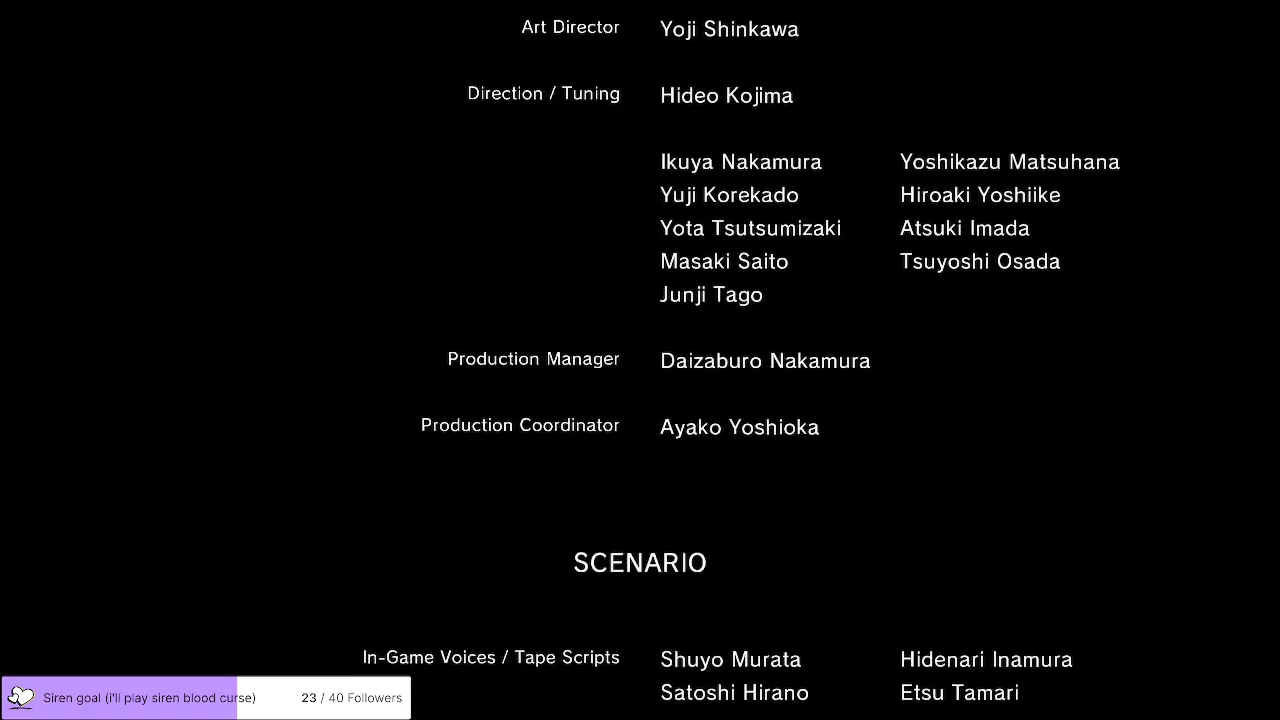 Art Director Yoji Shinkawa
Direction / Tuning Hideo Kojima
Ikuya Nakamura Yoshikazu Matsuhana
Yuji Korekado Hiroaki Yoshiike
Yota Tsutsumizaki Atsuki Imada
Masaki Saito Tsuyoshi Osada
Junji Tago
Production Manager Daizaburo Nakamura
Production Coordinator Ayako Yoshioka
SCENARIO
In-Game Voices / Tape Scripts Shuyo Murata Hidenari Inamura
Satoshi Hirano Etsu Tamari
Siren goal (i'll play siren blood curse) 23 / 40 Followers